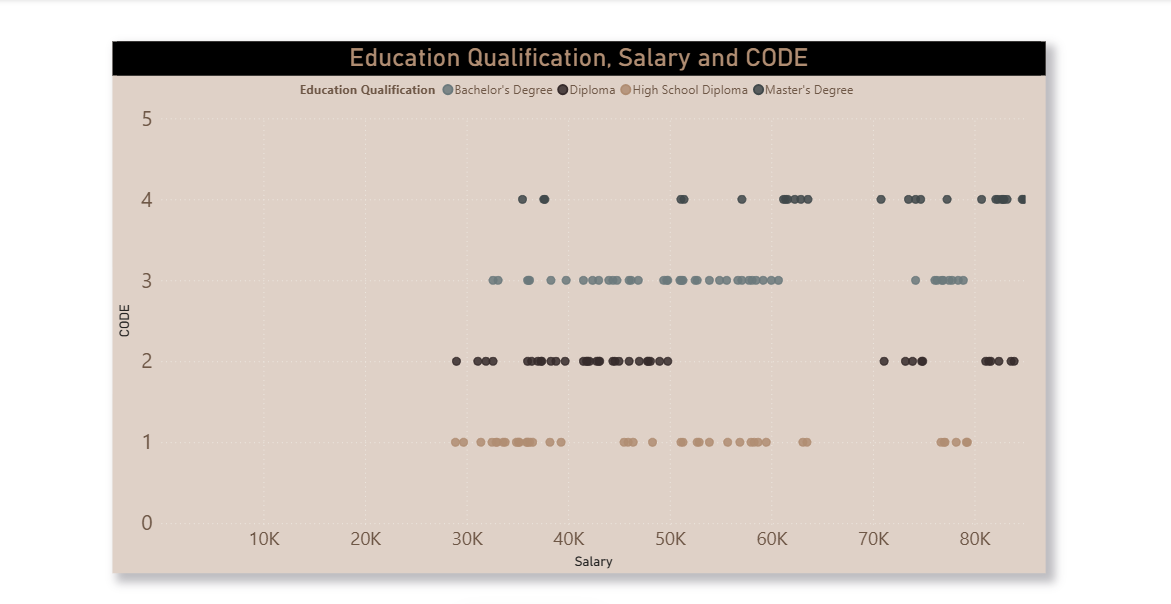 Education Qualification, Salary and CODE
Education Qualification Bachelor's Degree Diploma High School Diploma Master's Degree
5
4
3
2
1
0
CODE
10K 20K 30K 40K 50K 60K 70K 80K
Salary